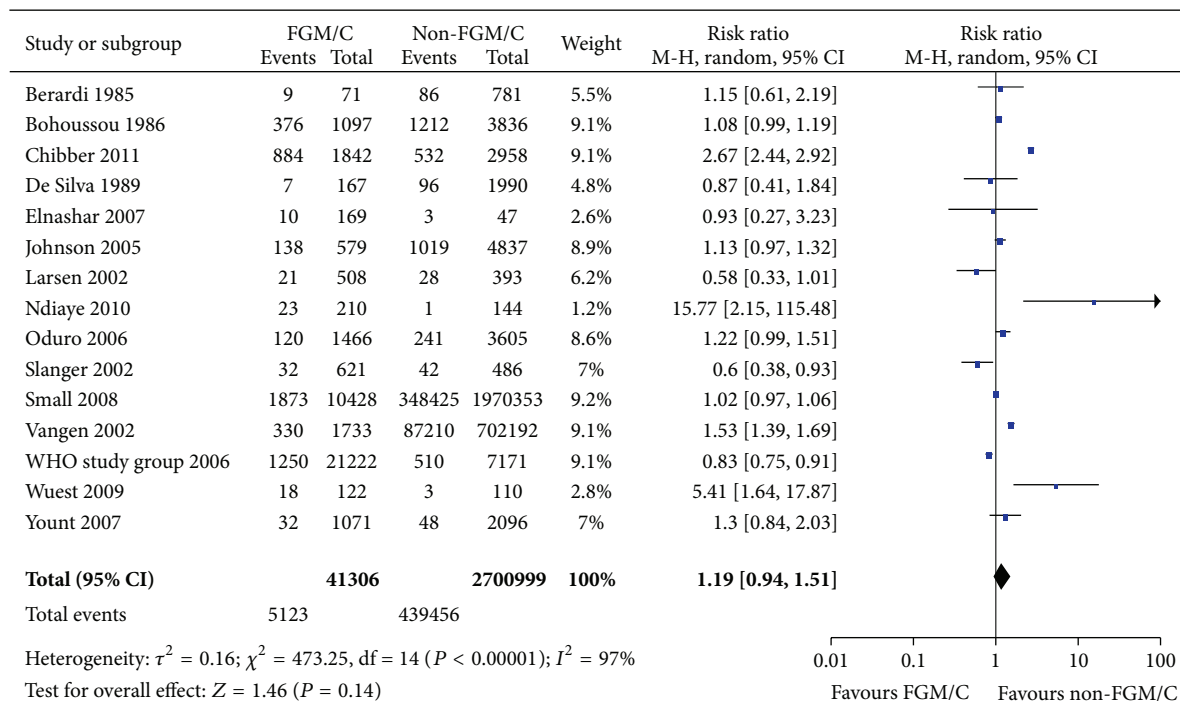 Study or subgroup FGM/C Non-FGM/C Weight Risk ratio Risk ratio
Events Total Events Total M-H, random, 95% CI M-H, random, 95% CI
Berardi 1985 9 71 86 781 5.5% 1.15 [0.61, 2.19]
Bohoussou 1986 376 1097 1212 3836 9.1% 1.08 [0.99, 1.19]
Chibber 2011 884 1842 532 2958 9.1% 2.67 [2.44, 2.92]
De Silva 1989 7 167 96 1990 4.8% 0.87 [0.41, 1.84]
Elnashar 2007 10 169 3 47 2.6% 0.93 [0.27, 3.23]
Johnson 2005 138 579 1019 4837 8.9% 1.13 [0.97, 1.32]
Larsen 2002 21 508 28 393 6.2% 0.58 [0.33, 1.01]
Ndiaye 2010 23 210 1 144 1.2% 15.77 [2.15, 115.48]
Oduro 2006 120 1466 241 3605 8.6% 1.22 [0.99, 1.51]
Slanger 2002 32 621 42 486 7% 0.6 [0.38, 0.93]
Small 2008 1873 10428 348425 1970353 9.2% 1.02 [0.97, 1.06]
Vangen 2002 330 1733 87210 702192 9.1% 1.53 [1.39, 1.69]
WHO study group 2006 1250 21222 510 7171 9.1% 0.83 [0.75, 0.91]
Wuest 2009 18 122 3 110 2.8% 5.41 [1.64, 17.87]
Yount 2007 32 1071 48 2096 7% 1.3 [0.84, 2.03]
Total (95% CI) 41306 2700999 100% 1.19 [0.94, 1.51]
Total events 5123 439456
Heterogeneity: τ² = 0.16; χ² = 473.25, df = 14 (P < 0.00001); I² = 97%
Test for overall effect: Z = 1.46 (P = 0.14)
0.01 0.1 1 10 100
Favours FGM/C Favours non-FGM/C